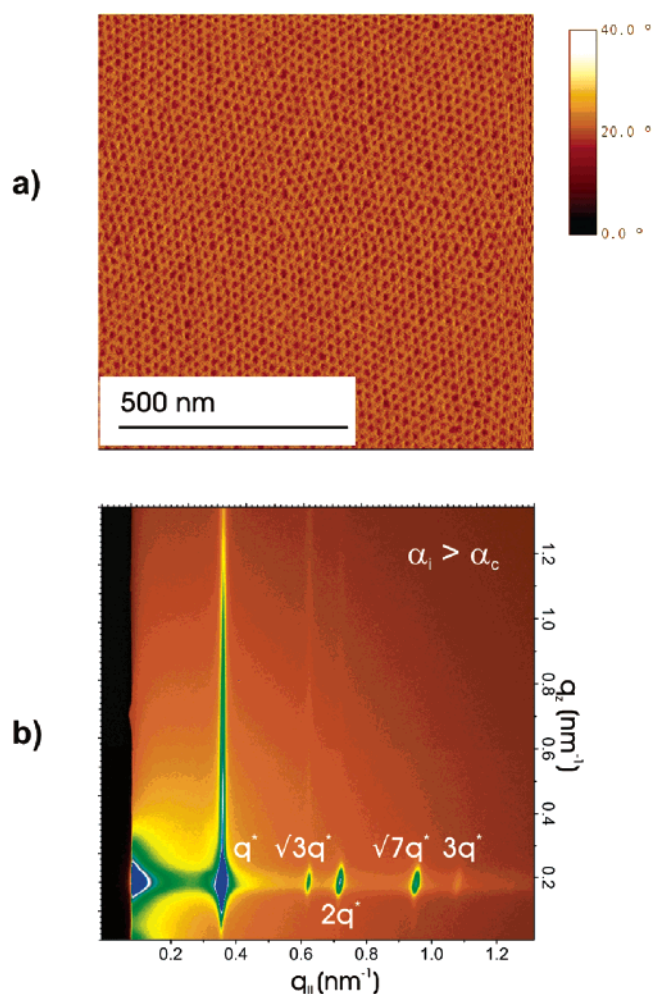 40.0 °
a)
20.0 °
0.0 °
500 nm
αi > αc
1.2
1.0
0.8
qz (nm-1)
0.6
b)
0.4
q* √3q* √7q* 3q*
0.2
2q*
0.2 0.4 0.6 0.8 1.0 1.2
q|| (nm-1)